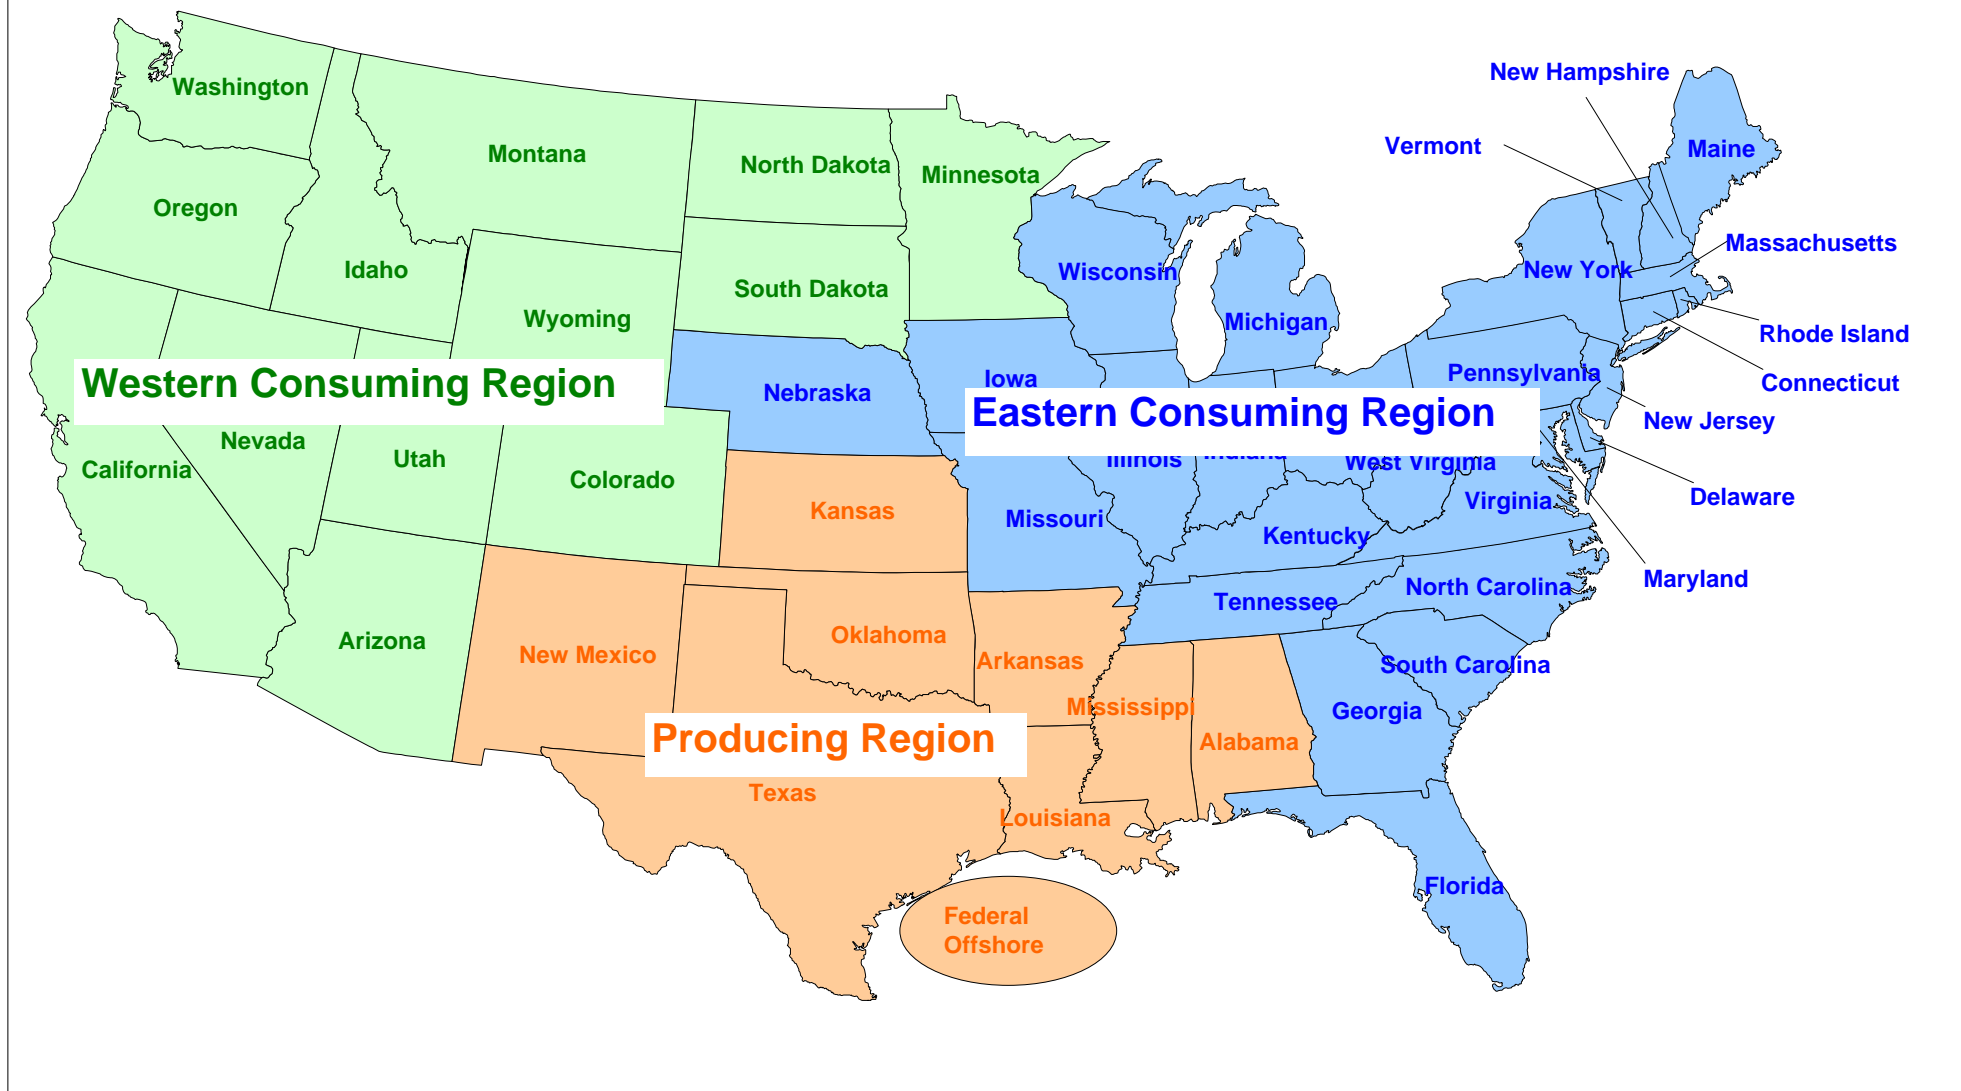 New Hampshire
Washington
Vermont
Maine
Montana
North Dakota
Minnesota
Oregon
Massachusetts
Idaho
New York
Wisconsin
South Dakota
Wyoming
Michigan
Rhode Island
Western Consuming Region
Pennsylvania
Iowa
Connecticut
Nebraska
Eastern Consuming Region
New Jersey
Nevada
Utah
Illinois
Indiana
West Virginia
California
Colorado
Delaware
Virginia
Kansas
Missouri
Kentucky
Maryland
North Carolina
Tennessee
Arizona
Oklahoma
New Mexico
Arkansas
South Carolina
Mississippi
Georgia
Producing Region
Alabama
Texas
Louisiana
Florida
Federal
Offshore